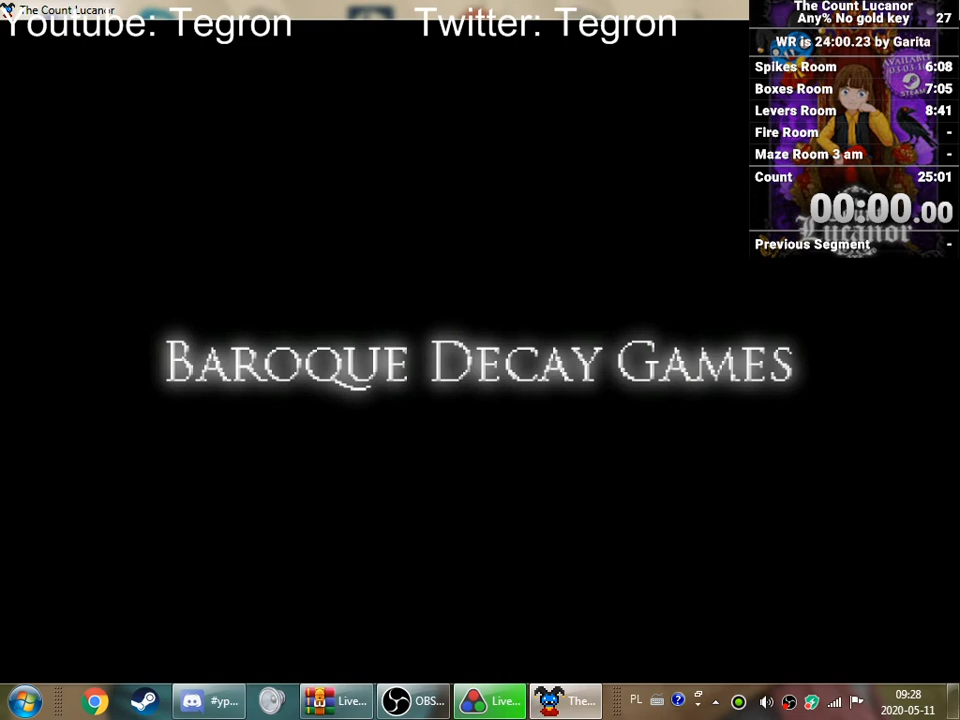 The Count Lucanor
Youtube: Tegron
Twitter: Tegron
The Count Lucanor
Any% No gold key
27
WR is 24:00.23 by Garita
Spikes Room 6:08
Boxes Room 7:05
Levers Room 8:41
Fire Room -
Maze Room 3 am -
Count 25:01
00:00.00
Previous Segment -
AVAILABLE
STEAM
Lucanor
Baroque Decay Games
#yp...
Live...
OBS...
Live...
The...
PL
09:28
2020-05-11